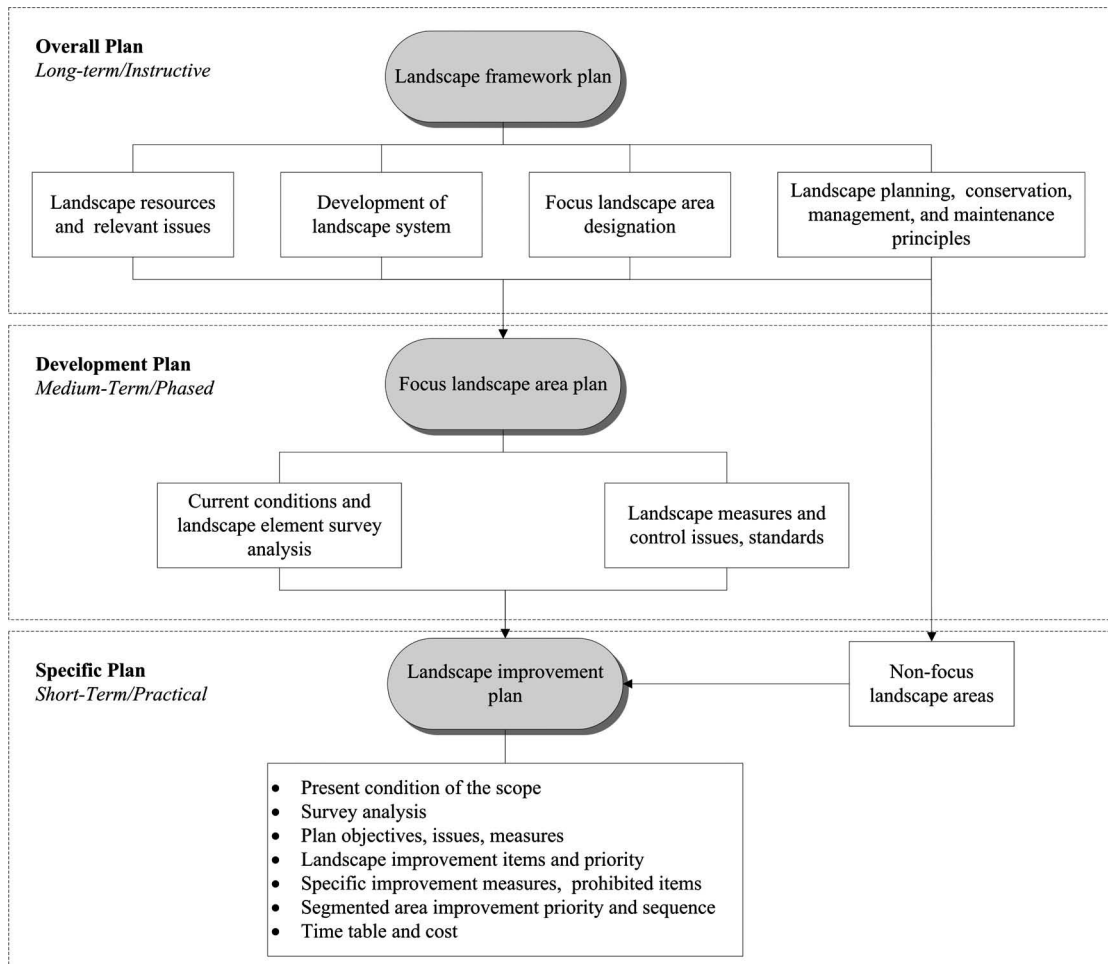 Overall Plan
Long-term/Instructive
Landscape framework plan
Landscape resources
and relevant issues
Development of
landscape system
Focus landscape area
designation
Landscape planning, conservation,
management, and maintenance
principles
Development Plan
Medium-Term/Phased
Focus landscape area plan
Current conditions and
landscape element survey
analysis
Landscape measures and
control issues, standards
Specific Plan
Short-Term/Practical
Landscape improvement
plan
Non-focus
landscape areas
• Present condition of the scope
• Survey analysis
• Plan objectives, issues, measures
• Landscape improvement items and priority
• Specific improvement measures, prohibited items
• Segmented area improvement priority and sequence
• Time table and cost